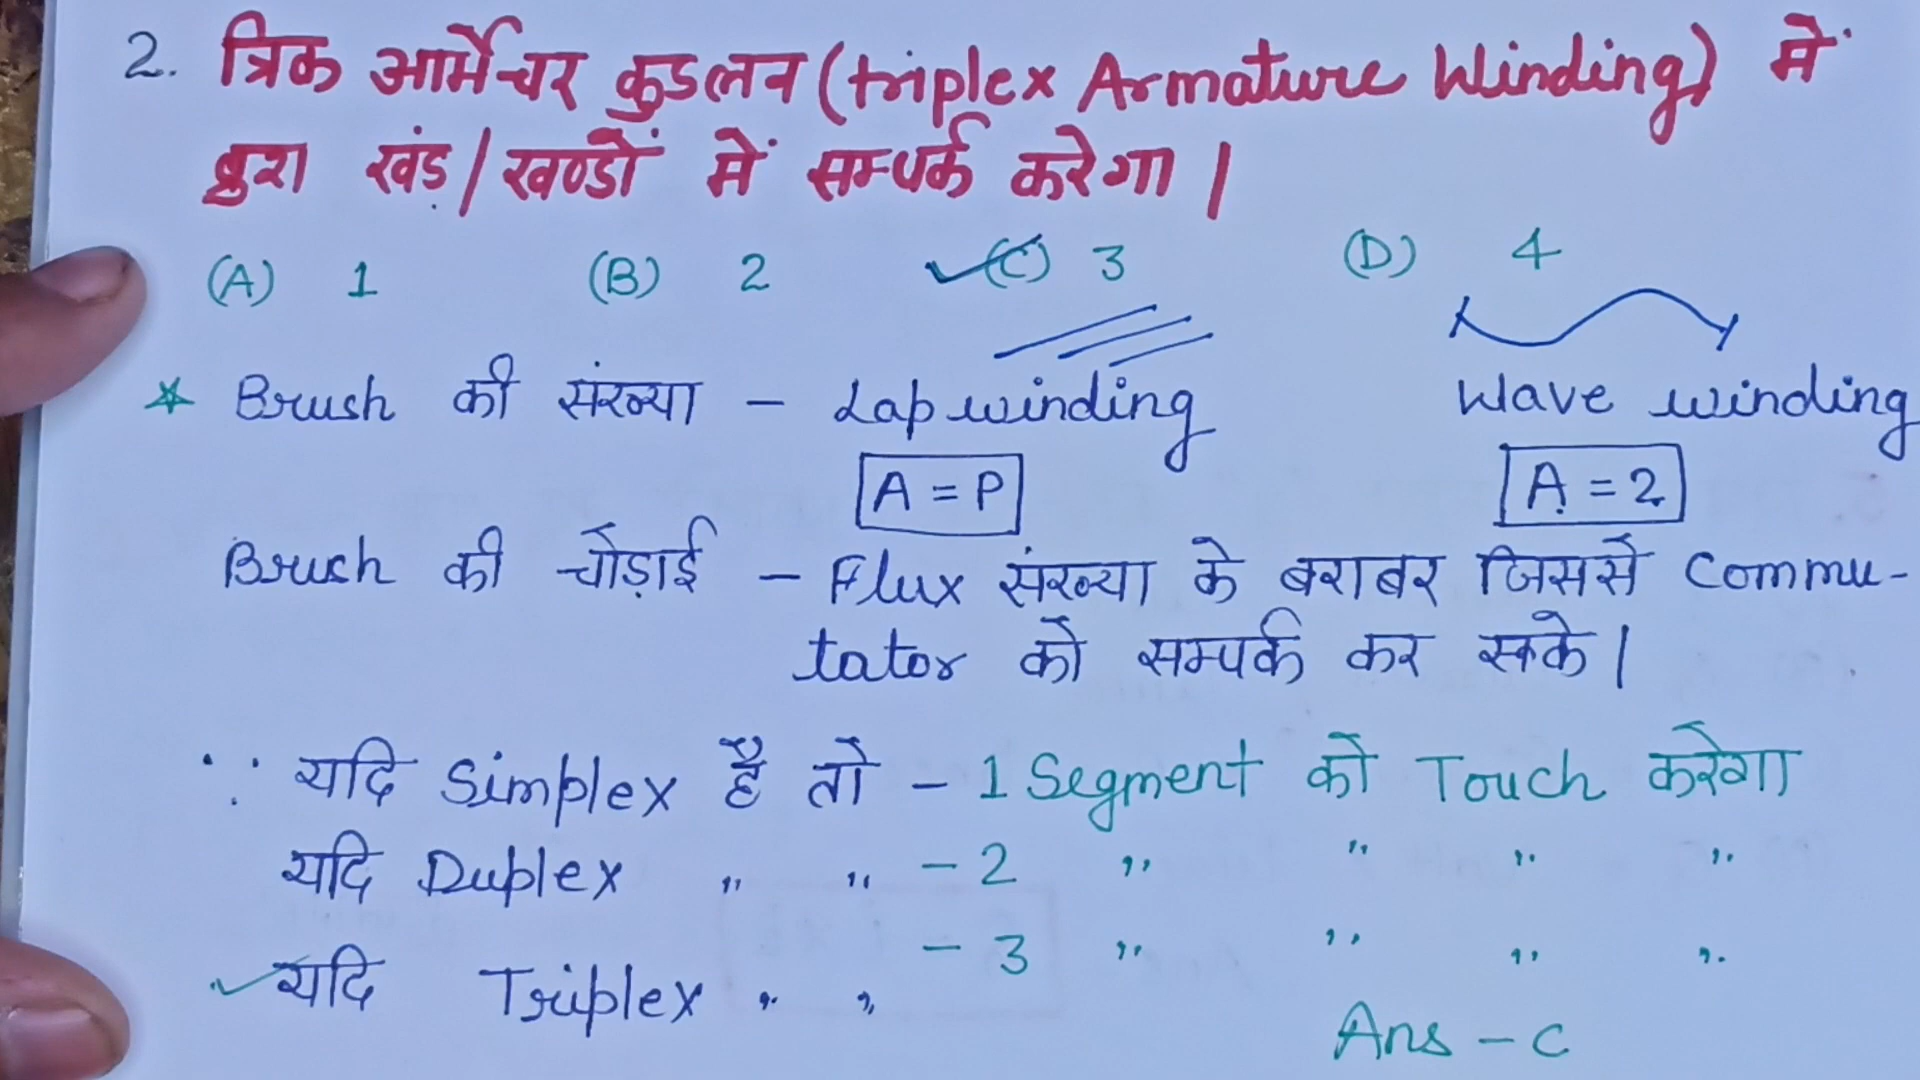 2. त्रिक आर्मेचर कुडलन (triplex Armature Winding) में
ब्रुश खंड / खण्डों में सम्पर्क करेगा |
(A) 1 (B) 2 (C) 3 (D) 4
Brush की संख्या - Lap winding Wave winding
A = P A = 2
Brush की चौड़ाई - Flux संख्या के बराबर जिससे Commu-
tator को सम्पर्क कर सके |
∵ यदि Simplex है तो - 1 Segment को Touch करेगा
यदि Duplex " " - 2 " " " "
यदि Triplex " " - 3 " " " "
Ans - C